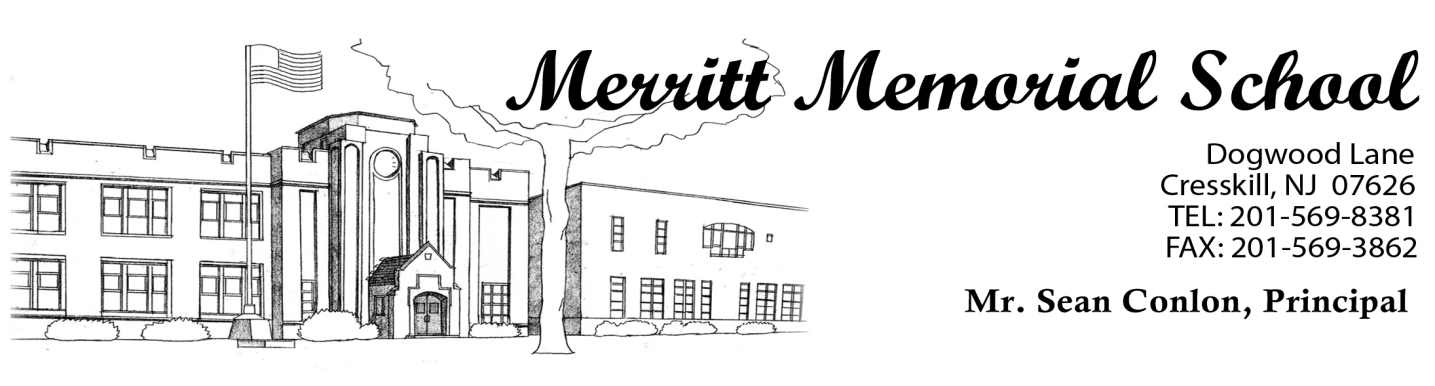 Merritt Memorial School
Dogwood Lane
Cresskill, NJ  07626
TEL: 201-569-8381
FAX: 201-569-3862
Mr. Sean Conlon, Principal